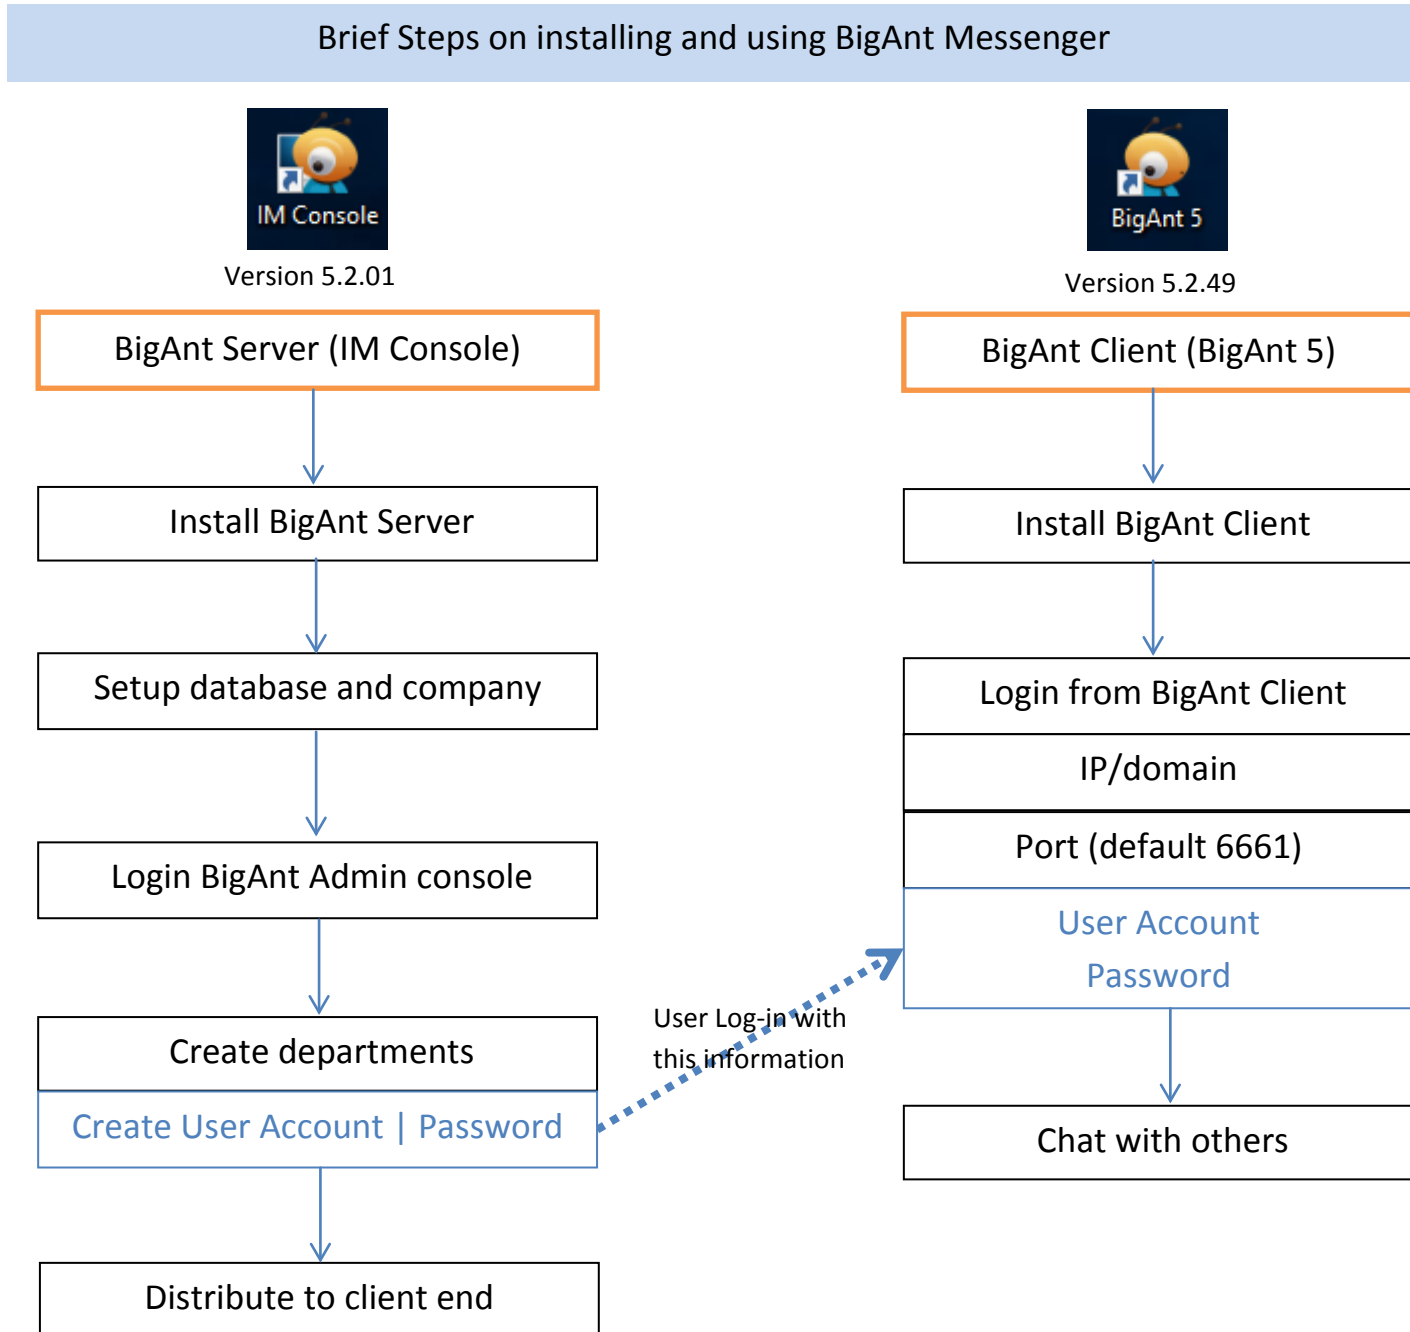 Brief Steps on installing and using BigAnt Messenger
IM Console
Version 5.2.01
BigAnt Server (IM Console)
Install BigAnt Server
Setup database and company
Login BigAnt Admin console
Create departments
Create User Account | Password
Distribute to client end
User Log-in with
this information
BigAnt 5
Version 5.2.49
BigAnt Client (BigAnt 5)
Install BigAnt Client
Login from BigAnt Client
IP/domain
Port (default 6661)
User Account
Password
Chat with others